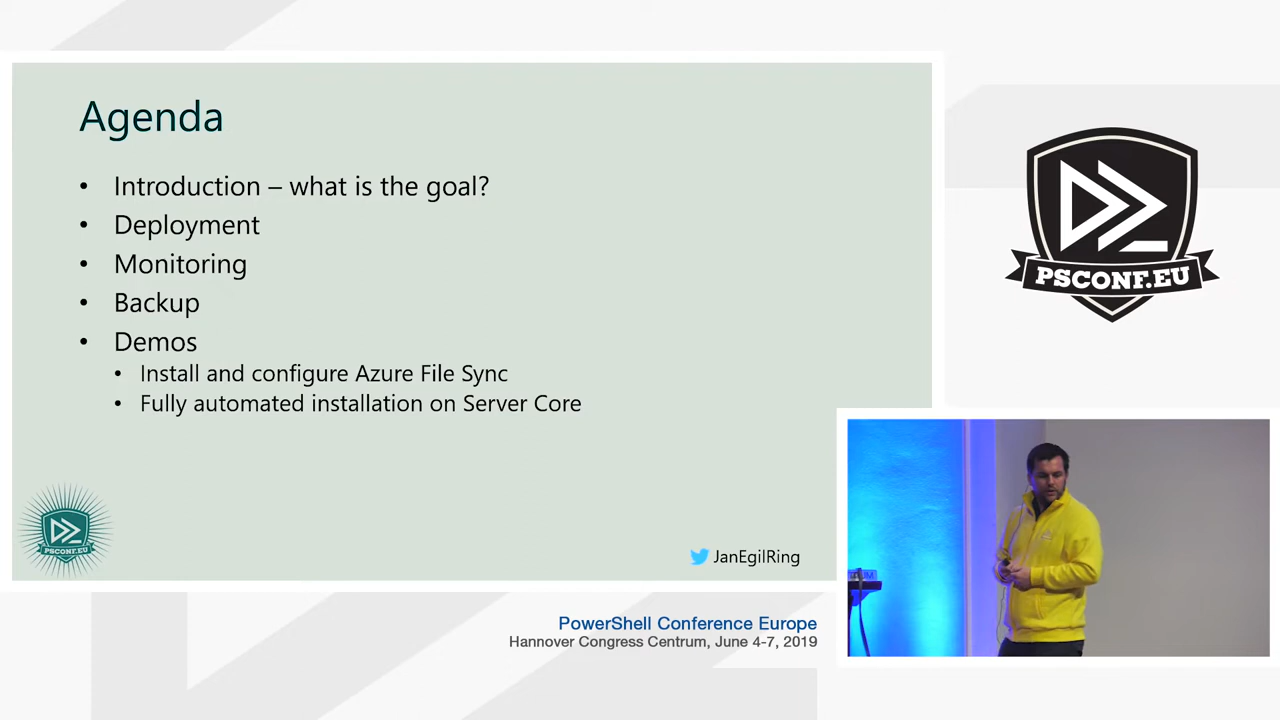 Agenda
• Introduction – what is the goal?
• Deployment
• Monitoring
• Backup
• Demos
• Install and configure Azure File Sync
• Fully automated installation on Server Core
PSCONF.EU
JanEgilRing
PSCONF.EU
PowerShell Conference Europe
Hannover Congress Centrum, June 4-7, 2019